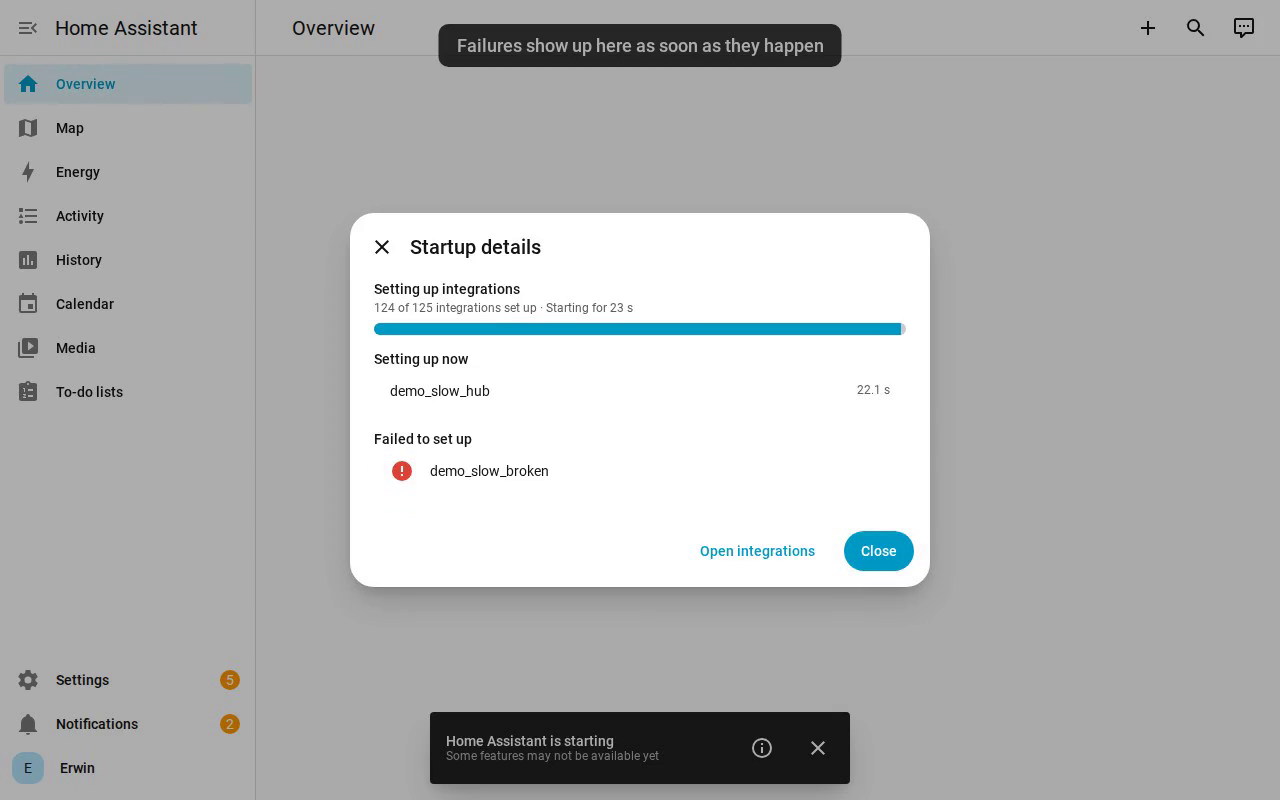 Home Assistant
Overview
Failures show up here as soon as they happen
Overview
Map
Energy
Activity
History
Calendar
Media
To-do lists
Startup details
Setting up integrations
124 of 125 integrations set up · Starting for 23 s
Setting up now
demo_slow_hub 22.1 s
Failed to set up
demo_slow_broken
Open integrations Close
Settings 5
Notifications 2
E Erwin
Home Assistant is starting
Some features may not be available yet